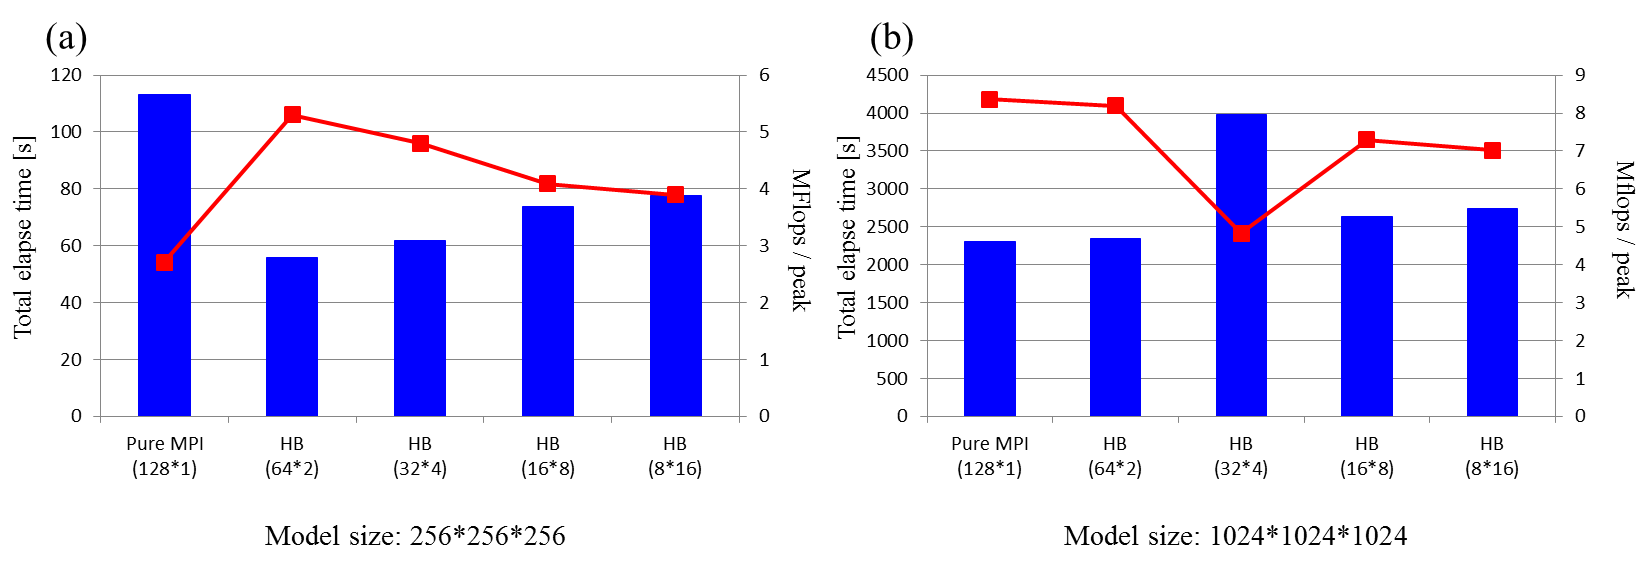 (a)
120
100
80
60
40
20
0
Total elapse time [s]
6
5
4
3
2
1
0
MFlops / peak
Pure MPI HB HB HB HB
(128*1) (64*2) (32*4) (16*8) (8*16)
Model size: 256*256*256
(b)
4500
4000
3500
3000
2500
2000
1500
1000
500
0
Total elapse time [s]
9
8
7
6
5
4
3
2
1
0
Mflops / peak
Pure MPI HB HB HB HB
(128*1) (64*2) (32*4) (16*8) (8*16)
Model size: 1024*1024*1024